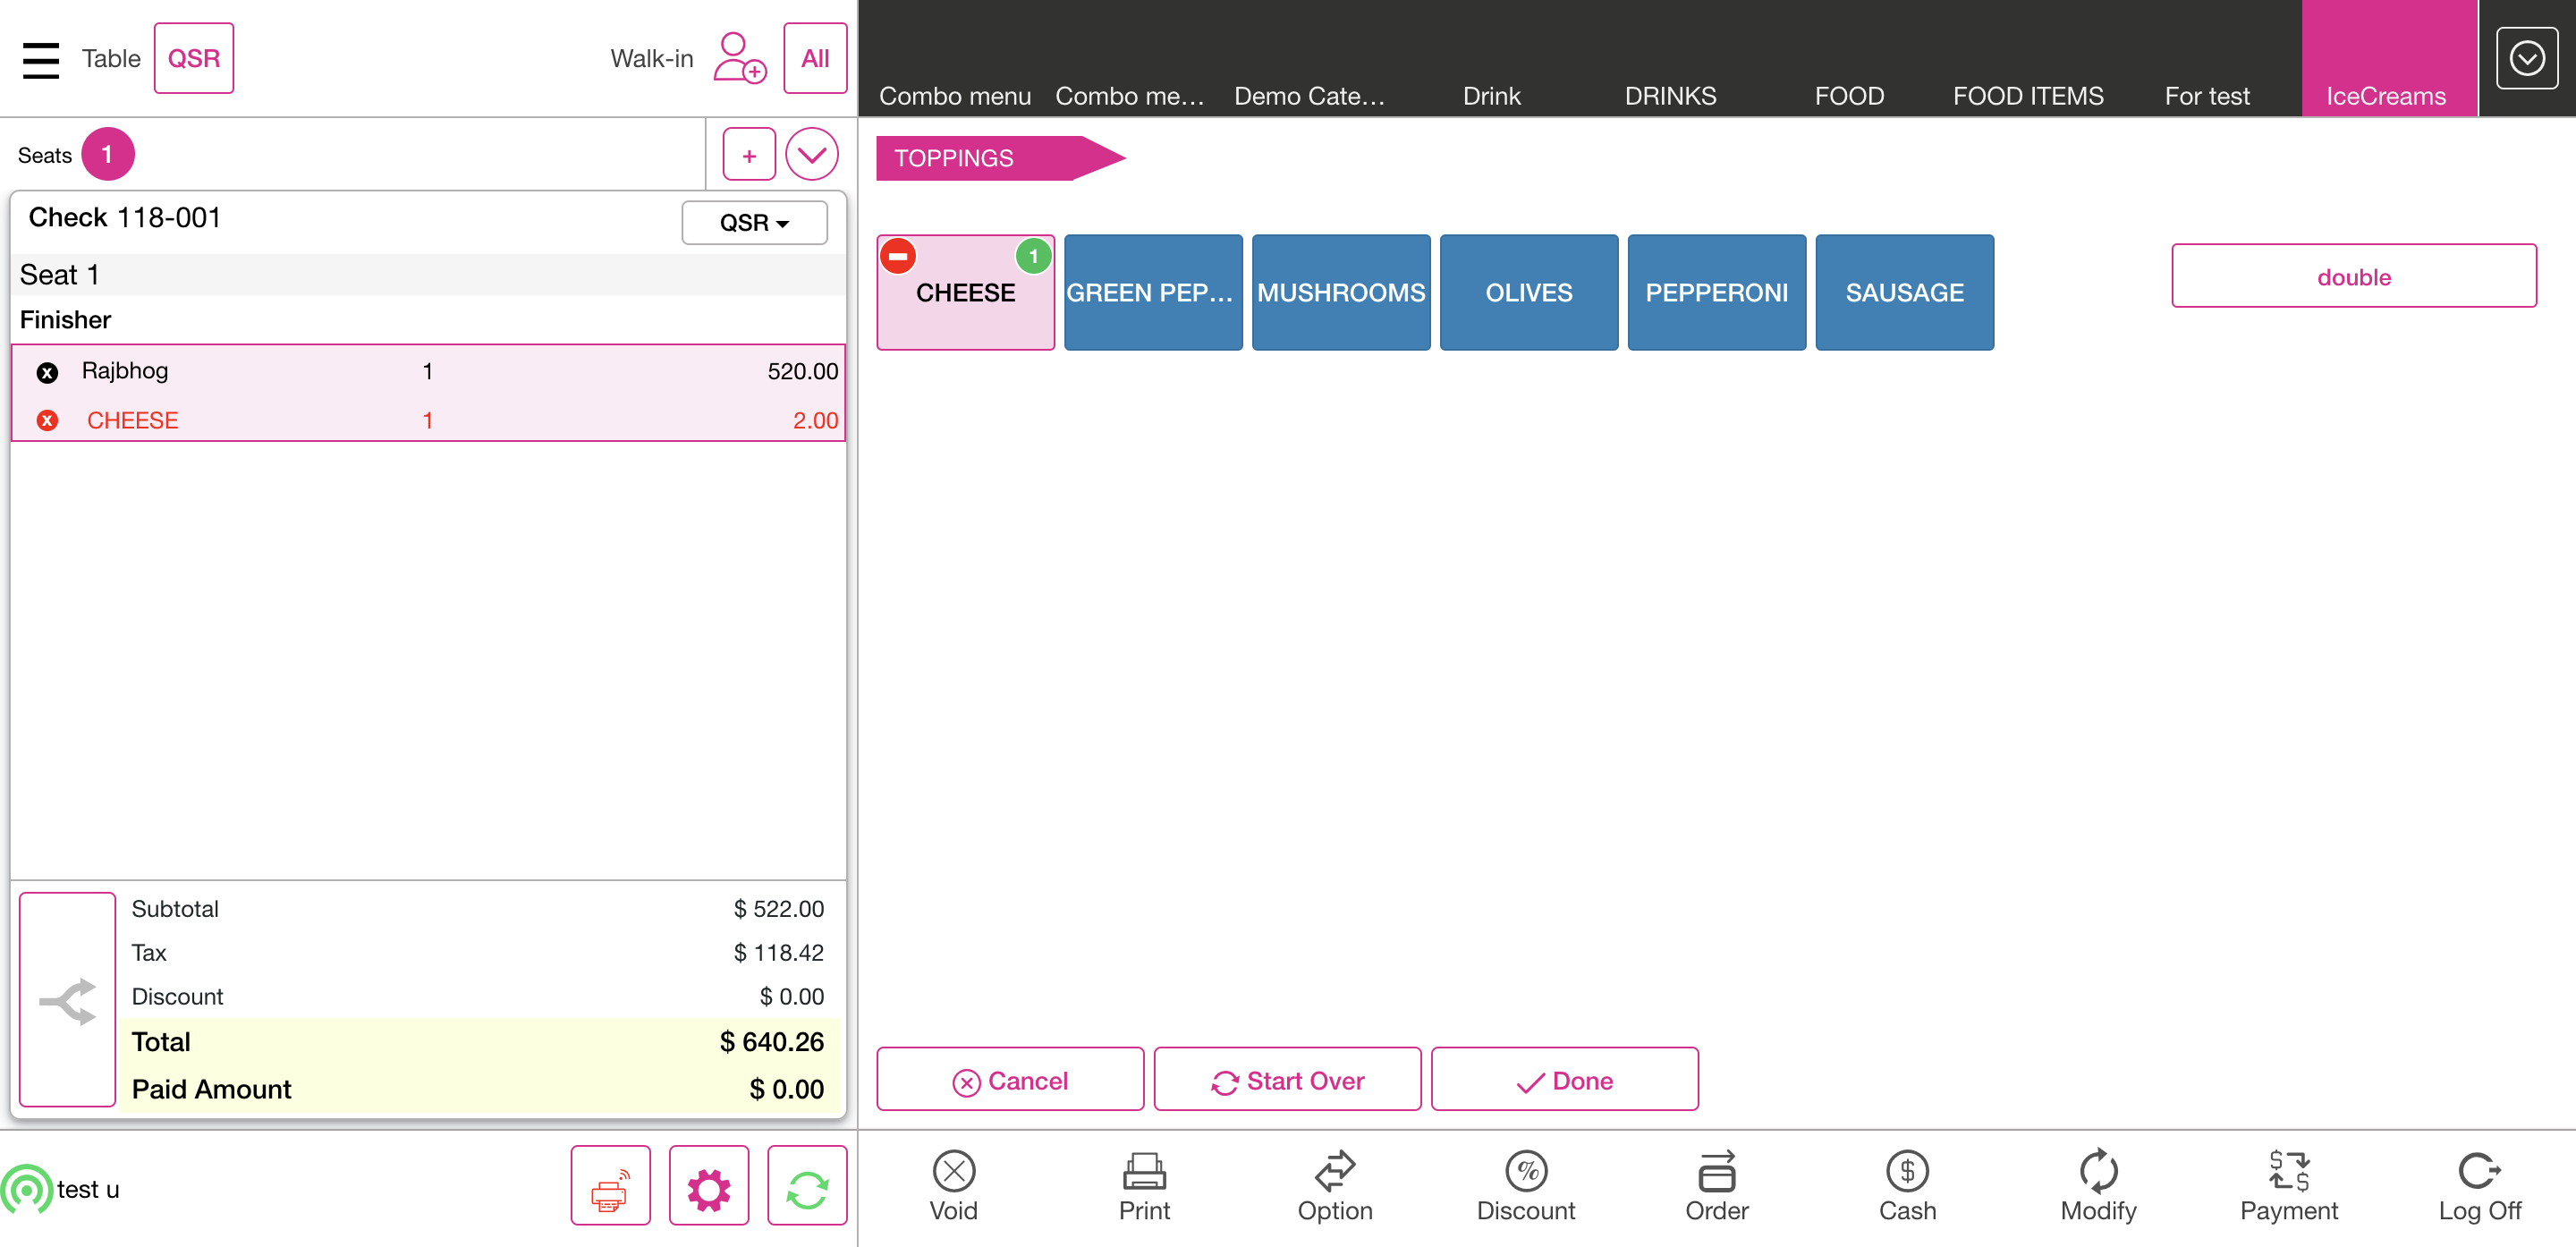 Table QSR Walk-in All
Combo menu Combo me... Demo Cate... Drink DRINKS FOOD FOOD ITEMS For test IceCreams
Seats 1 +
TOPPINGS
Check 118-001 QSR
1
CHEESE GREEN PEP... MUSHROOMS OLIVES PEPPERONI SAUSAGE double
Seat 1
Finisher
x Rajbhog 1 520.00
x CHEESE 1 2.00
Subtotal $ 522.00
Tax $ 118.42
Discount $ 0.00
Total $ 640.26
Paid Amount $ 0.00
Cancel Start Over Done
test u
Void Print Option Discount Order Cash Modify Payment Log Off